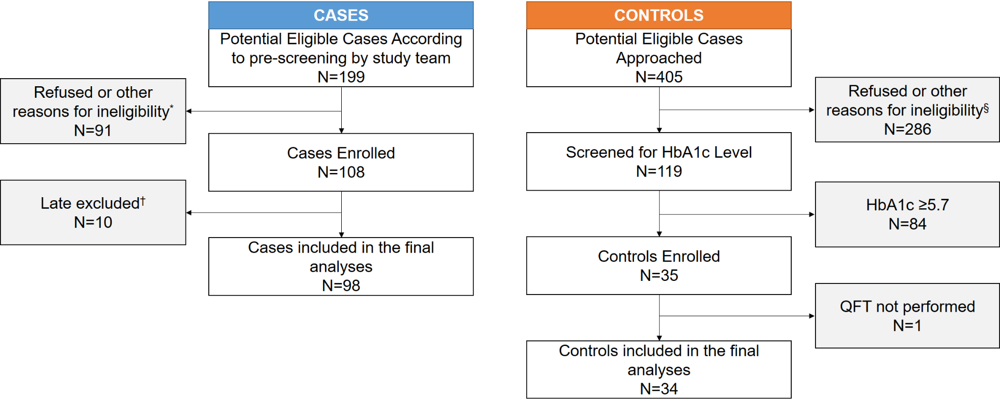 CASES
Potential Eligible Cases According
to pre-screening by study team
N=199
Refused or other
reasons for ineligibility*
N=91
Cases Enrolled
N=108
Late excluded†
N=10
Cases included in the final
analyses
N=98
CONTROLS
Potential Eligible Cases
Approached
N=405
Refused or other
reasons for ineligibility§
N=286
Screened for HbA1c Level
N=119
HbA1c ≥5.7
N=84
Controls Enrolled
N=35
QFT not performed
N=1
Controls included in the final
analyses
N=34